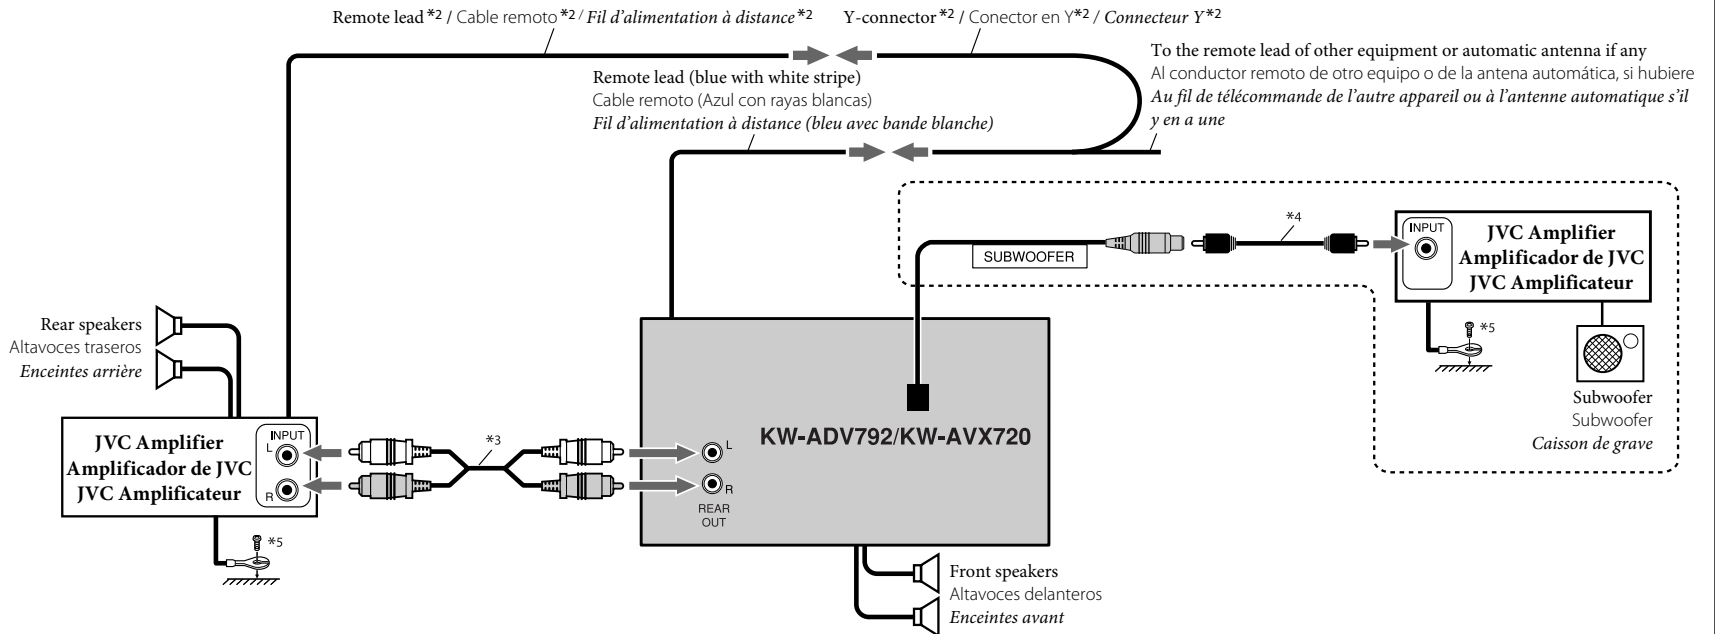 Remote lead*2 / Cable remoto*2 / Fil d'alimentation à distance*2
Y-connector*2 / Conector en Y*2 / Connecteur Y*2
To the remote lead of other equipment or automatic antenna if any
Al conductor remoto de otro equipo o de la antena automática, si hubiere
Au fil de télécommande de l'autre appareil ou à l'antenne automatique s'il
y en a une
Remote lead (blue with white stripe)
Cable remoto (Azul con rayas blancas)
Fil d'alimentation à distance (bleu avec bande blanche)
SUBWOOFER
*4
INPUT
JVC Amplifier
Amplificador de JVC
JVC Amplificateur
*5
Subwoofer
Subwoofer
Caisson de grave
Rear speakers
Altavoces traseros
Enceintes arrière
JVC Amplifier
Amplificador de JVC
JVC Amplificateur
INPUT
L
R
*5
*3
KW-ADV792/KW-AVX720
L
R
REAR
OUT
Front speakers
Altavoces delanteros
Enceintes avant